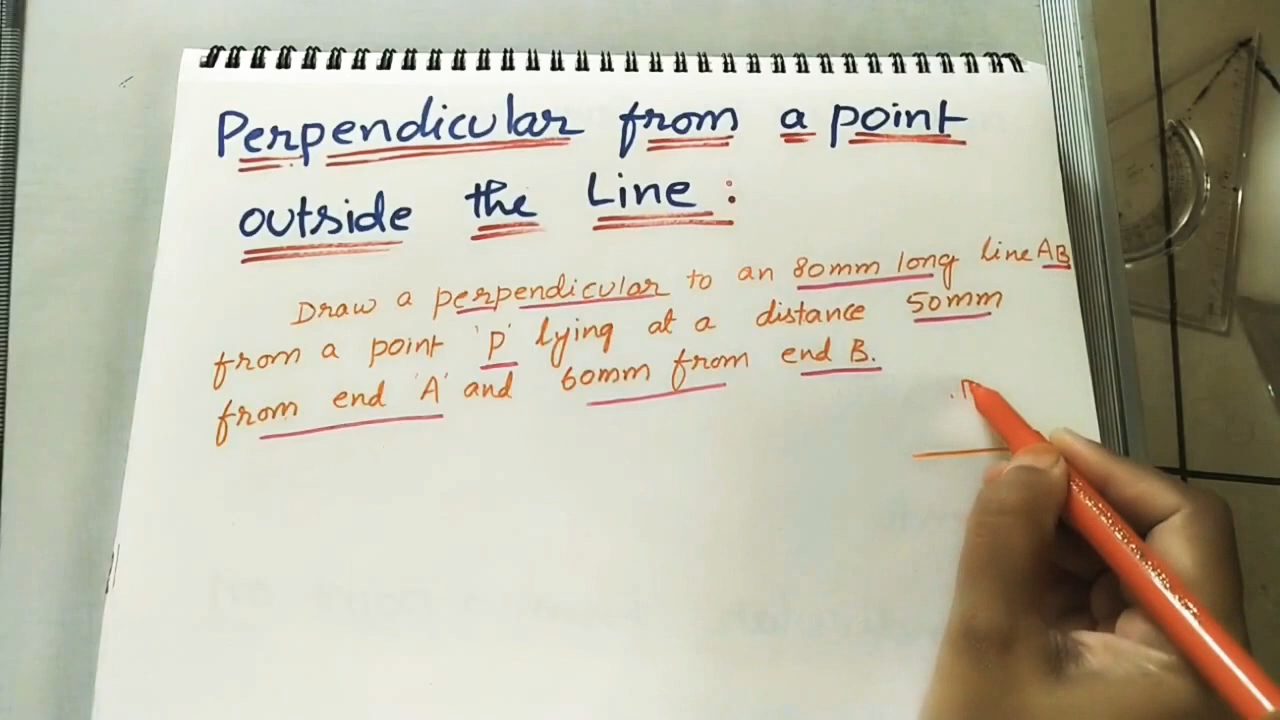 Perpendicular from a point
outside the Line:
Draw a perpendicular to an 80mm long line AB
from a point 'P' lying at a distance 50mm
from end 'A' and 60mm from end B.